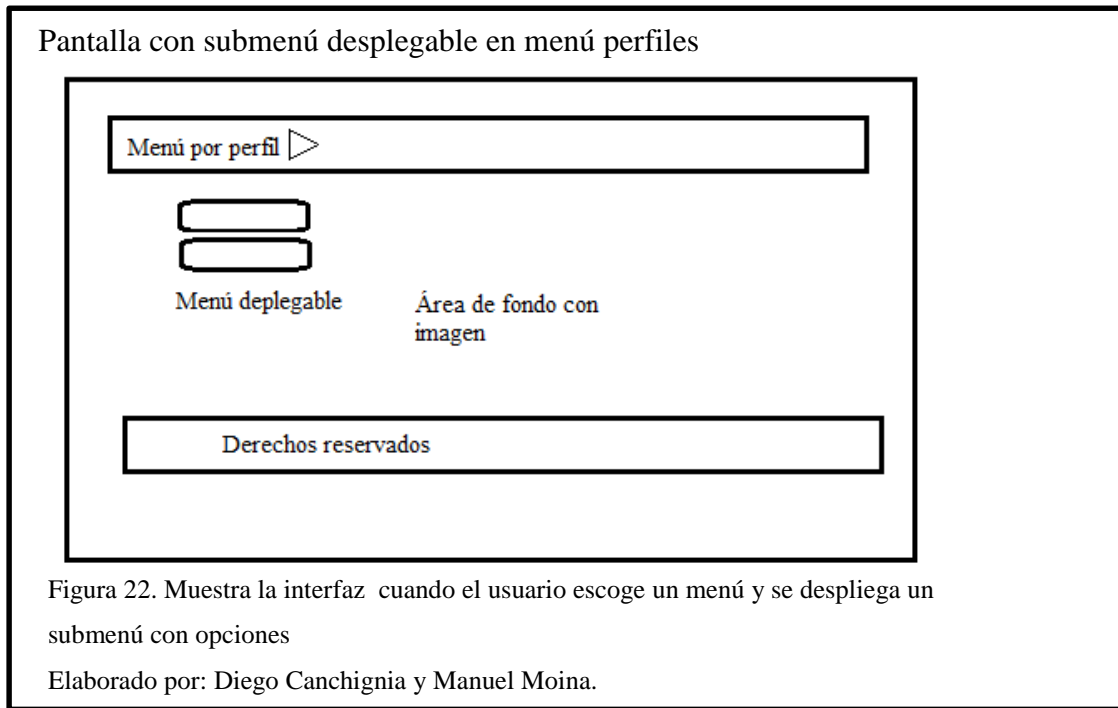 Pantalla con submenú desplegable en menú perfiles
Menú por perfil
Menú deplegable
Área de fondo con
imagen
Derechos reservados
Figura 22. Muestra la interfaz cuando el usuario escoge un menú y se despliega un
submenú con opciones
Elaborado por: Diego Canchignia y Manuel Moina.